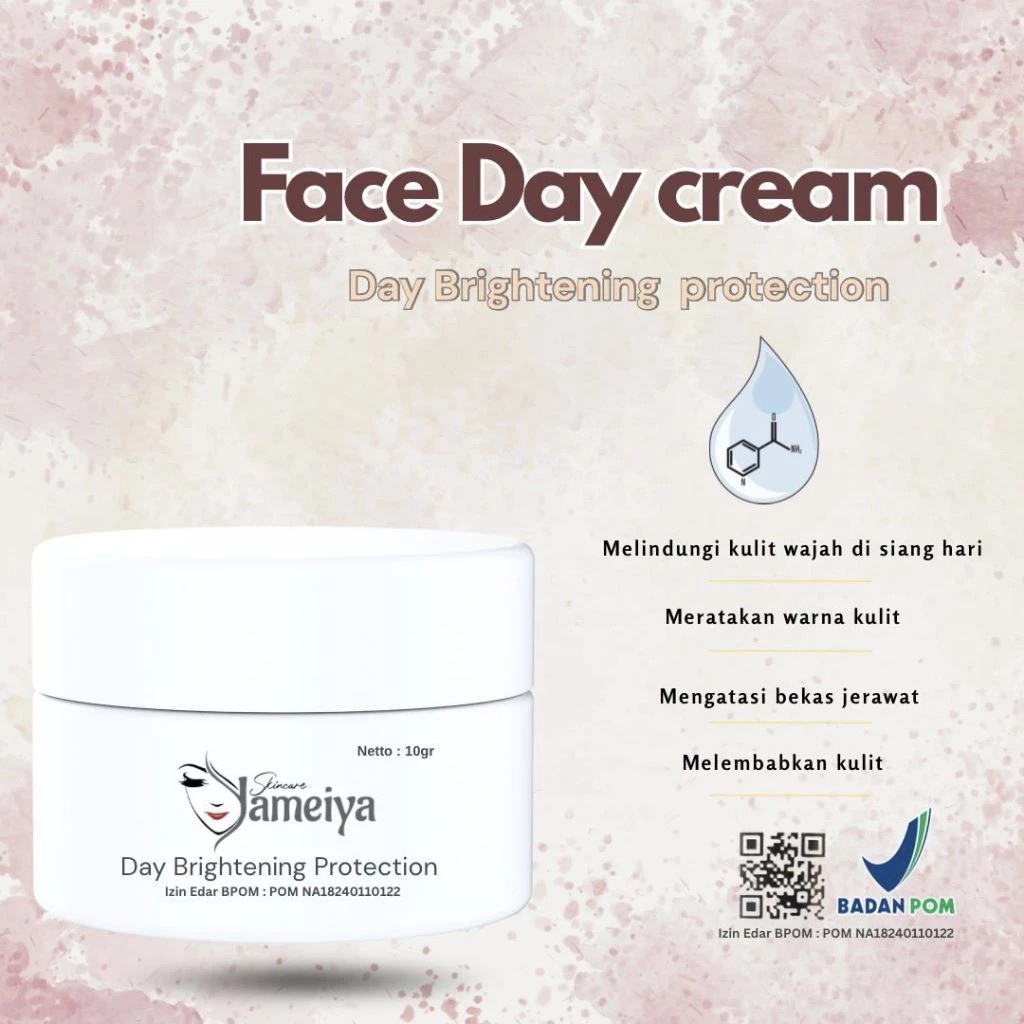 Face Day cream
Day Brightening protection
O
NH₂
N
Melindungi kulit wajah di siang hari
Meratakan warna kulit
Mengatasi bekas jerawat
Melembabkan kulit
Netto : 10gr
Skincare
Yameiya
Day Brightening Protection
Izin Edar BPOM : POM NA18240110122
BADAN POM
Izin Edar BPOM : POM NA18240110122